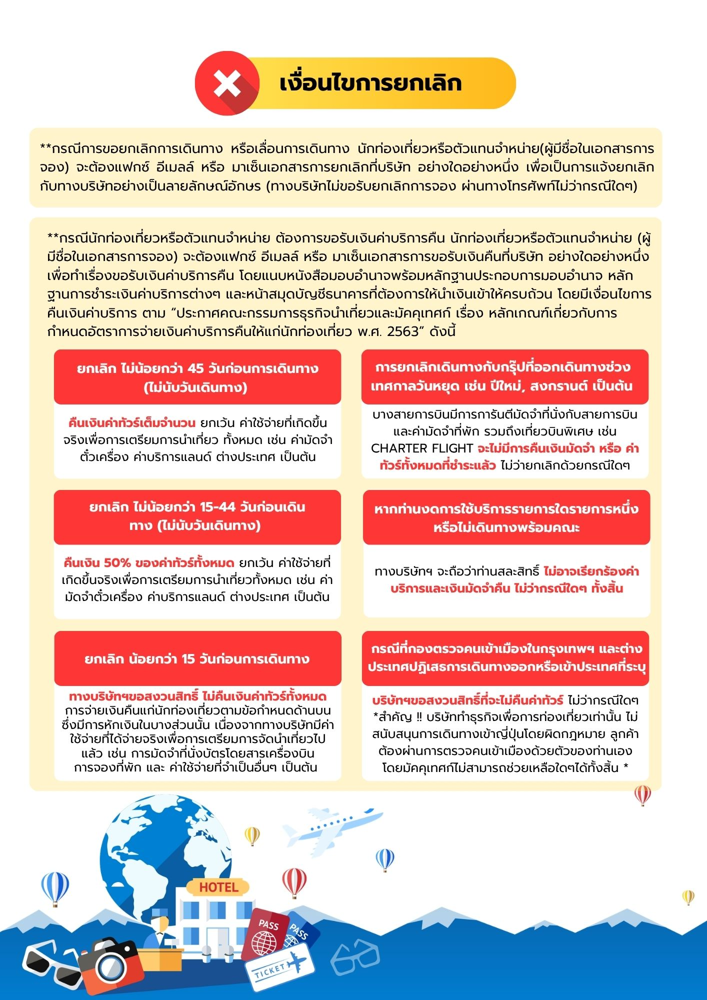 เงื่อนไขการยกเลิก
**กรณีการขอยกเลิกการเดินทาง หรือเลื่อนการเดินทาง นักท่องเที่ยวหรือตัวแทนจำหน่าย(ผู้มีชื่อในเอกสารการ
จอง) จะต้องแฟกซ์ อีเมลล์ หรือ มาเซ็นเอกสารการยกเลิกที่บริษัท อย่างใดอย่างหนึ่ง เพื่อเป็นการแจ้งยกเลิก
กับทางบริษัทอย่างเป็นลายลักษณ์อักษร (ทางบริษัทไม่ขอรับยกเลิกการจอง ผ่านทางโทรศัพท์ไม่ว่ากรณีใดๆ)
**กรณีนักท่องเที่ยวหรือตัวแทนจำหน่าย ต้องการขอรับเงินค่าบริการคืน นักท่องเที่ยวหรือตัวแทนจำหน่าย (ผู้
มีชื่อในเอกสารการจอง) จะต้องแฟกซ์ อีเมลล์ หรือ มาเซ็นเอกสารการขอรับเงินคืนที่บริษัท อย่างใดอย่างหนึ่ง
เพื่อทำเรื่องขอรับเงินค่าบริการคืน โดยแนบหนังสือมอบอำนาจพร้อมหลักฐานประกอบการมอบอำนาจ หลัก
ฐานการชำระเงินค่าบริการต่างๆ และหน้าสมุดบัญชีธนาคารที่ต้องการให้นำเงินเข้าให้ครบถ้วน โดยมีเงื่อนไขการ
คืนเงินค่าบริการ ตาม “ประกาศคณะกรรมการธุรกิจนำเที่ยวและมัคคุเทศก์ เรื่อง หลักเกณฑ์เกี่ยวกับการ
กำหนดอัตราการจ่ายเงินค่าบริการคืนให้แก่นักท่องเที่ยว พ.ศ. 2563” ดังนี้
ยกเลิก ไม่น้อยกว่า 45 วันก่อนการเดินทาง
(ไม่นับวันเดินทาง)
คืนเงินค่าทัวร์เต็มจำนวน ยกเว้น ค่าใช้จ่ายที่เกิดขึ้น
จริงเพื่อการเตรียมการนำเที่ยว ทั้งหมด เช่น ค่ามัดจำ
ตั๋วเครื่อง ค่าบริการแลนด์ ต่างประเทศ เป็นต้น
การยกเลิกเดินทางกับกรุ๊ปที่ออกเดินทางช่วง
เทศกาลวันหยุด เช่น ปีใหม่, สงกรานต์ เป็นต้น
บางสายการบินมีการการันตีมัดจำที่นั่งกับสายการบิน
และค่ามัดจำที่พัก รวมถึงเที่ยวบินพิเศษ เช่น
CHARTER FLIGHT จะไม่มีการคืนเงินมัดจำ หรือ ค่า
ทัวร์ทั้งหมดที่ชำระแล้ว ไม่ว่ายกเลิกด้วยกรณีใดๆ
ยกเลิก ไม่น้อยกว่า 15-44 วันก่อนเดิน
ทาง (ไม่นับวันเดินทาง)
คืนเงิน 50% ของค่าทัวร์ทั้งหมด ยกเว้น ค่าใช้จ่ายที่
เกิดขึ้นจริงเพื่อการเตรียมการนำเที่ยวทั้งหมด เช่น ค่า
มัดจำตั๋วเครื่อง ค่าบริการแลนด์ ต่างประเทศ เป็นต้น
หากท่านงดการใช้บริการรายการใดรายการหนึ่ง
หรือไม่เดินทางพร้อมคณะ
ทางบริษัทฯ จะถือว่าท่านสละสิทธิ์ ไม่อาจเรียกร้องค่า
บริการและเงินมัดจำคืน ไม่ว่ากรณีใดๆ ทั้งสิ้น
ยกเลิก น้อยกว่า 15 วันก่อนการเดินทาง
ทางบริษัทฯขอสงวนสิทธิ์ ไม่คืนเงินค่าทัวร์ทั้งหมด
การจ่ายเงินคืนแก่นักท่องเที่ยวตามข้อกำหนดด้านบน
ซึ่งมีการหักเงินในบางส่วนนั้น เนื่องจากทางบริษัทมีค่า
ใช้จ่ายที่ได้จ่ายจริงเพื่อการเตรียมการจัดนำเที่ยวไป
แล้ว เช่น การมัดจำที่นั่งบัตรโดยสารเครื่องบิน
การจองที่พัก และ ค่าใช้จ่ายที่จำเป็นอื่นๆ เป็นต้น
กรณีที่กองตรวจคนเข้าเมืองในกรุงเทพฯ และต่าง
ประเทศปฏิเสธการเดินทางออกหรือเข้าประเทศที่ระบุ
บริษัทฯขอสงวนสิทธิ์ที่จะไม่คืนค่าทัวร์ ไม่ว่ากรณีใดๆ
*สำคัญ !! บริษัททำธุรกิจเพื่อการท่องเที่ยวเท่านั้น ไม่
สนับสนุนการเดินทางเข้าญี่ปุ่นโดยผิดกฎหมาย ลูกค้า
ต้องผ่านการตรวจคนเข้าเมืองด้วยตัวของท่านเอง
โดยมัคคุเทศก์ไม่สามารถช่วยเหลือใดๆได้ทั้งสิ้น *
HOTEL
PASS
PASS
TICKET